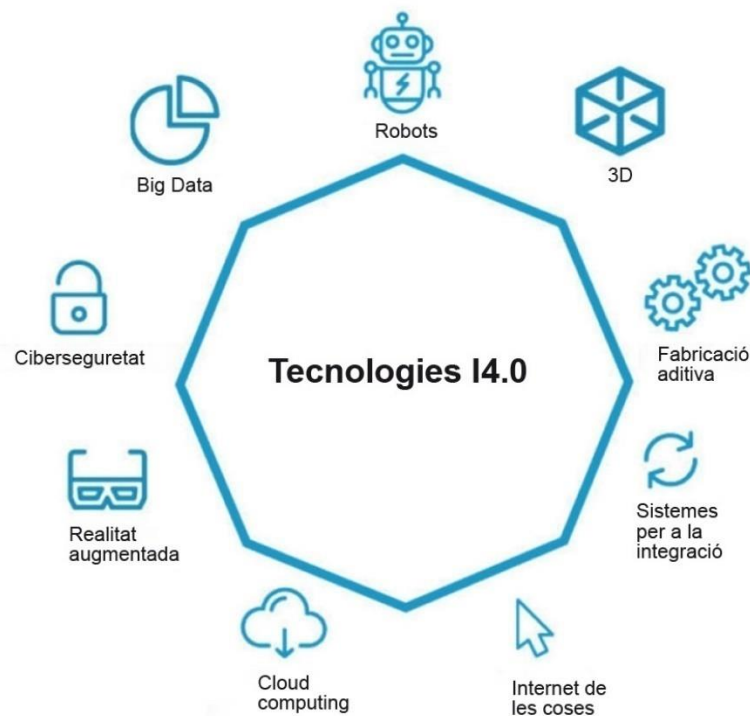 Robots
Big Data
3D
Ciberseguretat
Fabricació
aditiva
Tecnologies I4.0
Realitat
augmentada
Sistemes
per a la
integració
Cloud
computing
Internet de
les coses